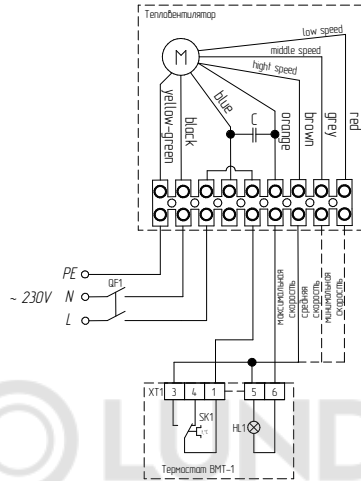 Тепловентилятор
low speed
middle speed
hight speed
M
yellow-green
black
blue
C
orange
brown
grey
red
PE
~ 230V
N
QF1
L
максимальная
скорость
средняя
скорость
минимальная
скорость
XT1
3
4
1
5
6
SK1
t°C
HL1
Термостат ВМТ-1
LUND